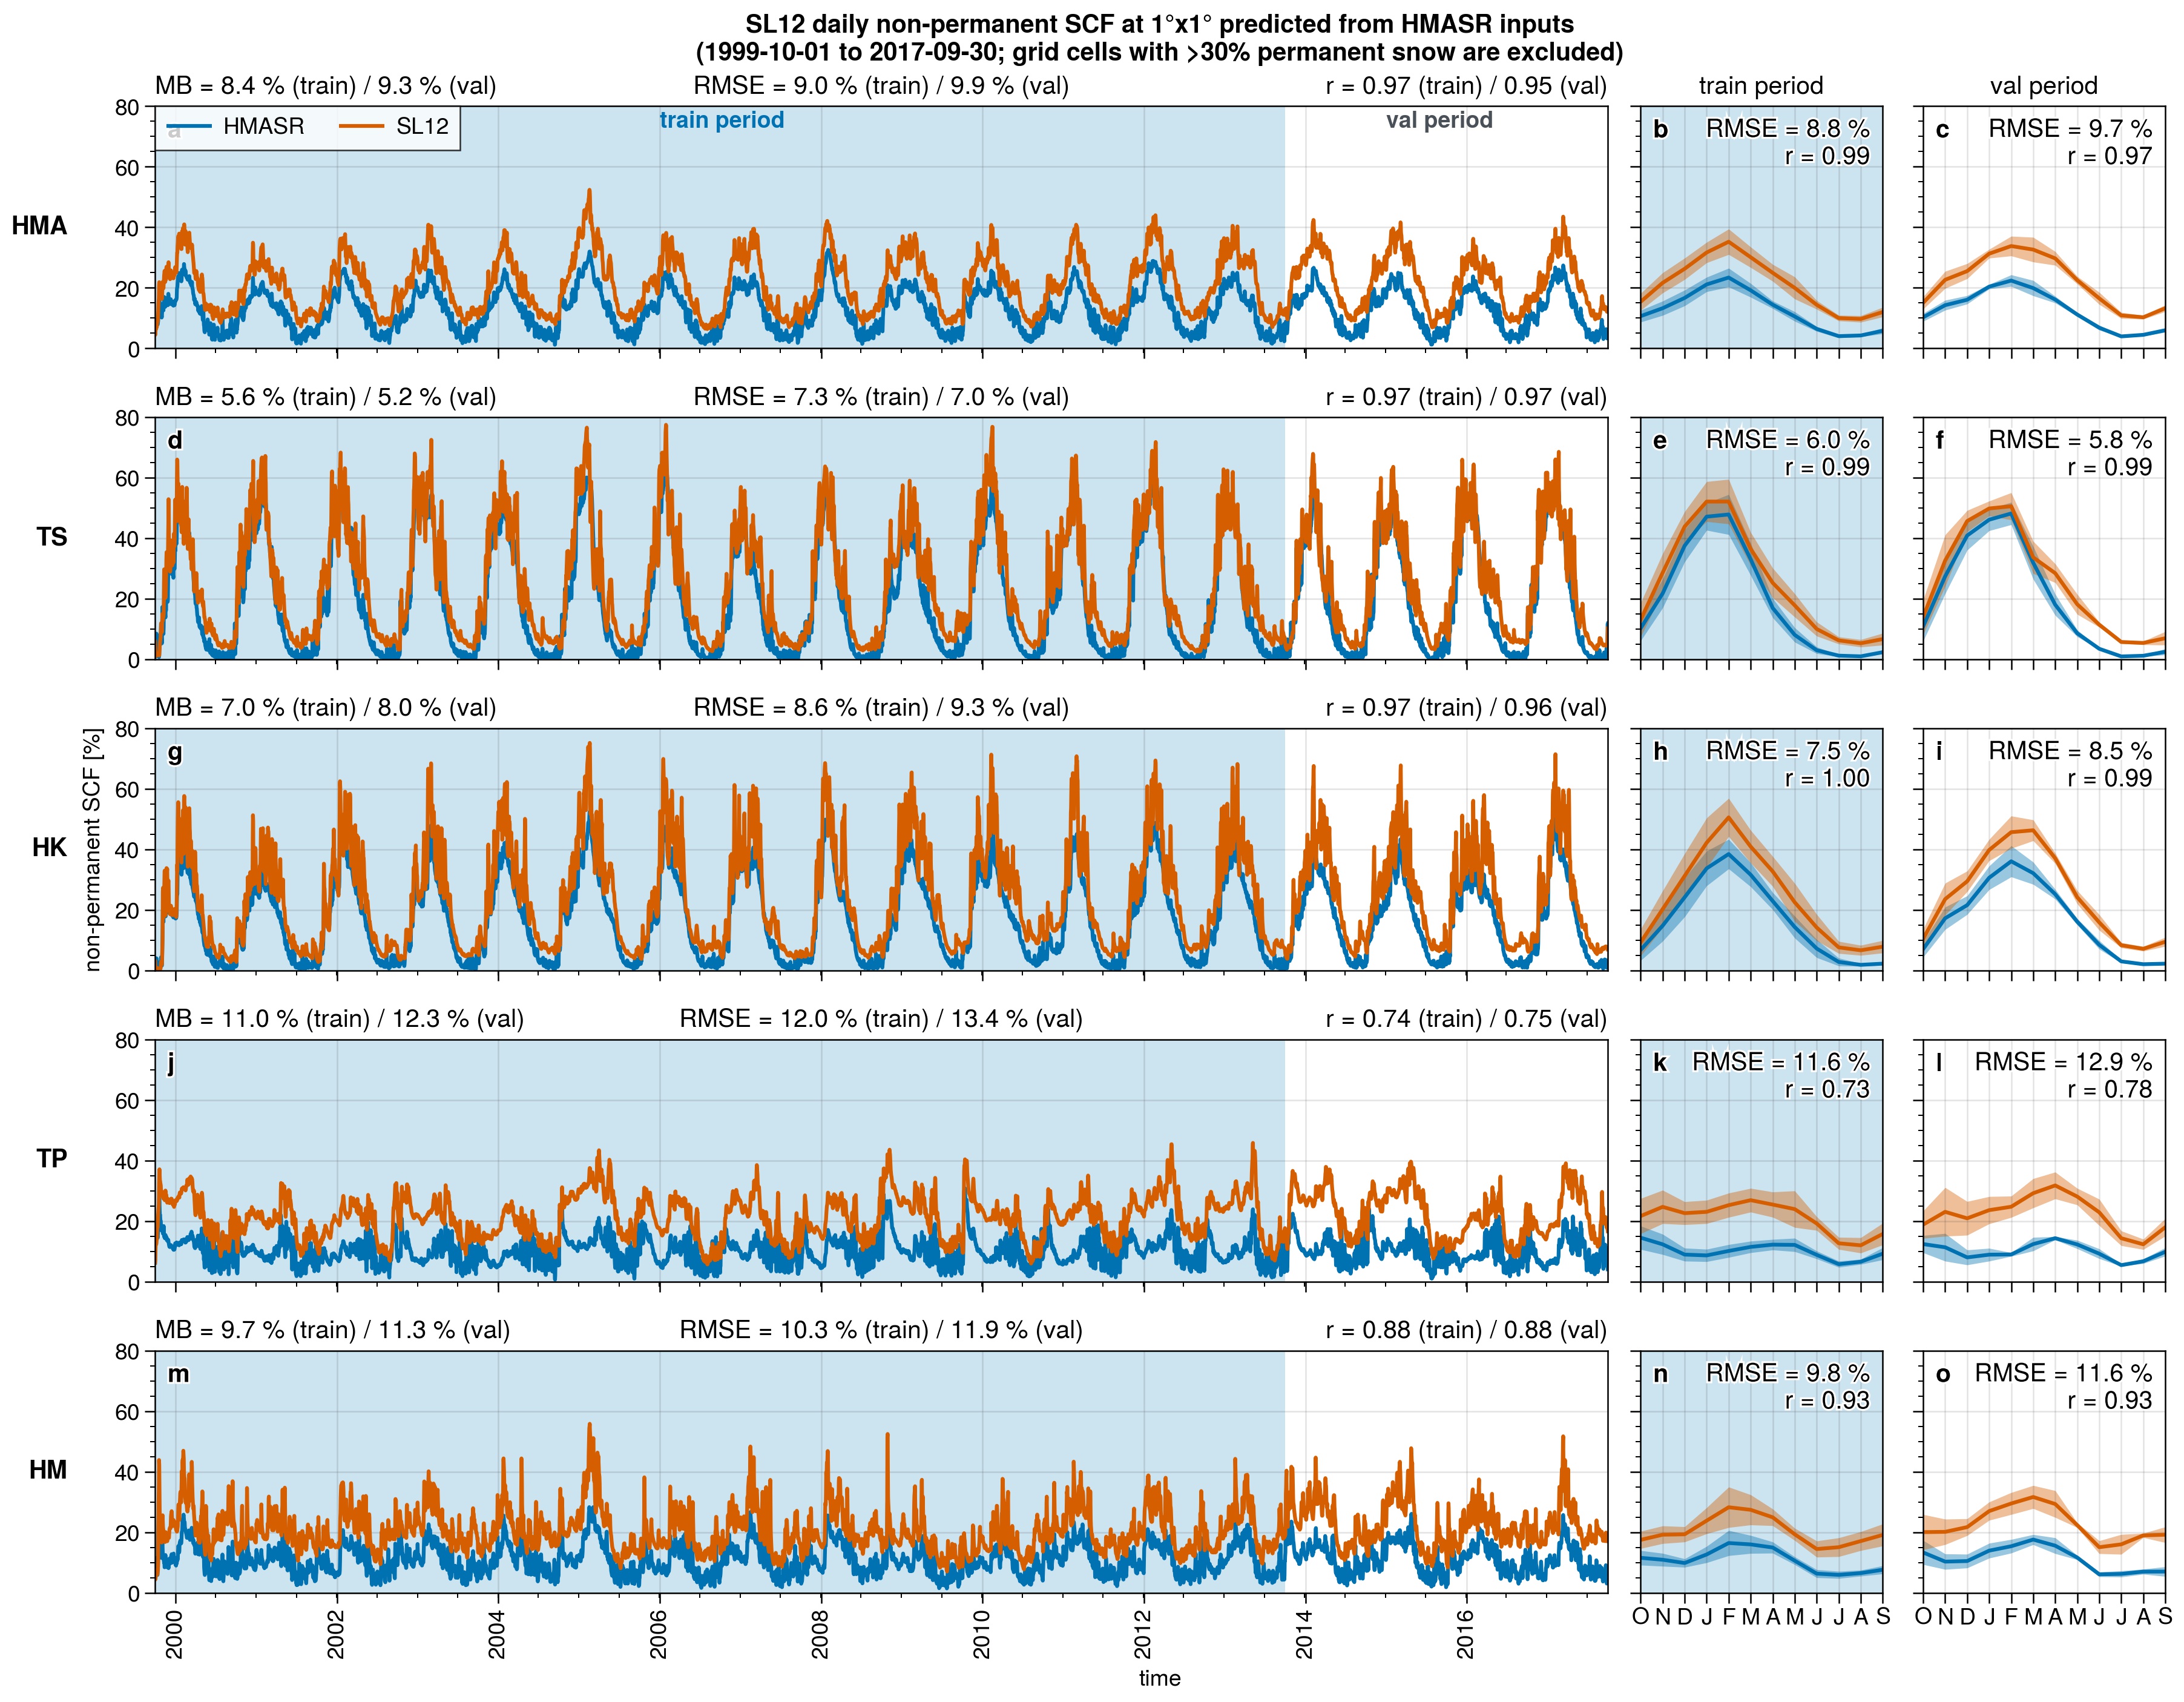 SL12 daily non-permanent SCF at 1°x1° predicted from HMASR inputs
(1999-10-01 to 2017-09-30; grid cells with >30% permanent snow are excluded)
MB = 8.4 % (train) / 9.3 % (val) RMSE = 9.0 % (train) / 9.9 % (val) r = 0.97 (train) / 0.95 (val) train period val period
HMA
80
60
40
20
0
a
HMASR SL12
train period
val period
b RMSE = 8.8 %
r = 0.99
c RMSE = 9.7 %
r = 0.97
MB = 5.6 % (train) / 5.2 % (val) RMSE = 7.3 % (train) / 7.0 % (val) r = 0.97 (train) / 0.97 (val)
TS
80
60
40
20
0
d
e RMSE = 6.0 %
r = 0.99
f RMSE = 5.8 %
r = 0.99
MB = 7.0 % (train) / 8.0 % (val) RMSE = 8.6 % (train) / 9.3 % (val) r = 0.97 (train) / 0.96 (val)
HK
non-permanent SCF [%]
80
60
40
20
0
g
h RMSE = 7.5 %
r = 1.00
i RMSE = 8.5 %
r = 0.99
MB = 11.0 % (train) / 12.3 % (val) RMSE = 12.0 % (train) / 13.4 % (val) r = 0.74 (train) / 0.75 (val)
TP
80
60
40
20
0
j
k RMSE = 11.6 %
r = 0.73
l RMSE = 12.9 %
r = 0.78
MB = 9.7 % (train) / 11.3 % (val) RMSE = 10.3 % (train) / 11.9 % (val) r = 0.88 (train) / 0.88 (val)
HM
80
60
40
20
0
m
n RMSE = 9.8 %
r = 0.93
o RMSE = 11.6 %
r = 0.93
2000 2002 2004 2006 2008 2010 2012 2014 2016
O N D J F M A M J J A S
O N D J F M A M J J A S
time